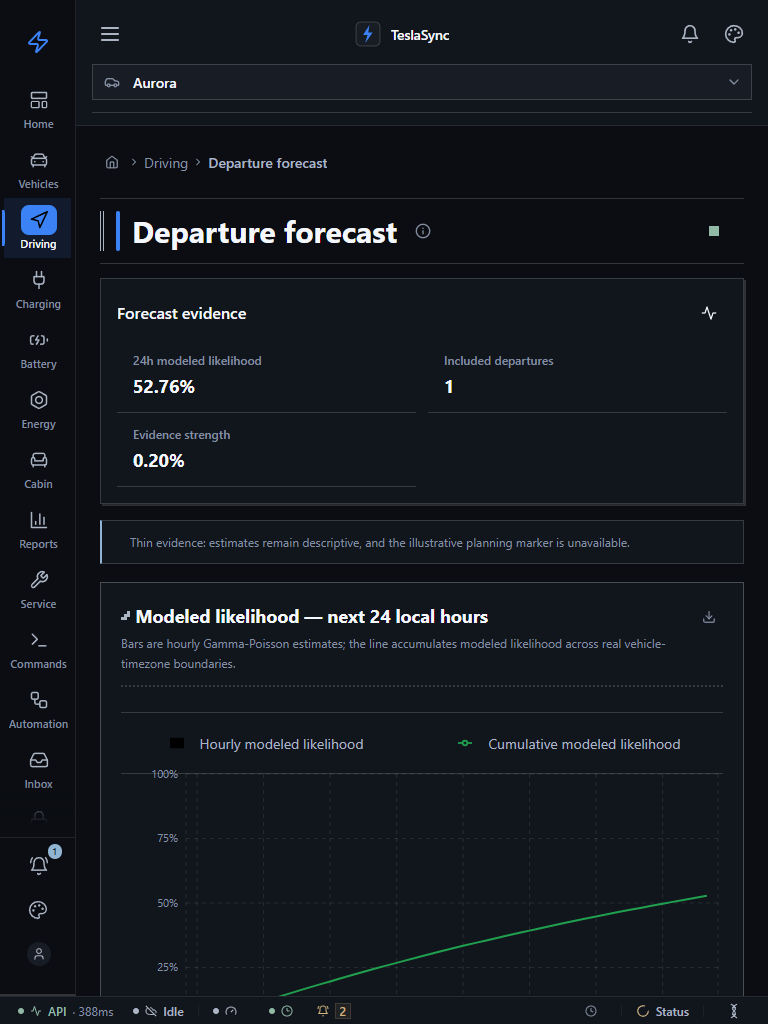 TeslaSync
Aurora
Home
Vehicles
Driving
Charging
Battery
Energy
Cabin
Reports
Service
Commands
Automation
Inbox
1
Driving
Departure forecast
Departure forecast
Forecast evidence
24h modeled likelihood
52.76%
Included departures
1
Evidence strength
0.20%
Thin evidence: estimates remain descriptive, and the illustrative planning marker is unavailable.
Modeled likelihood — next 24 local hours
Bars are hourly Gamma-Poisson estimates; the line accumulates modeled likelihood across real vehicle-
timezone boundaries.
Hourly modeled likelihood
Cumulative modeled likelihood
100%
75%
50%
25%
API · 388ms
Idle
2
Status